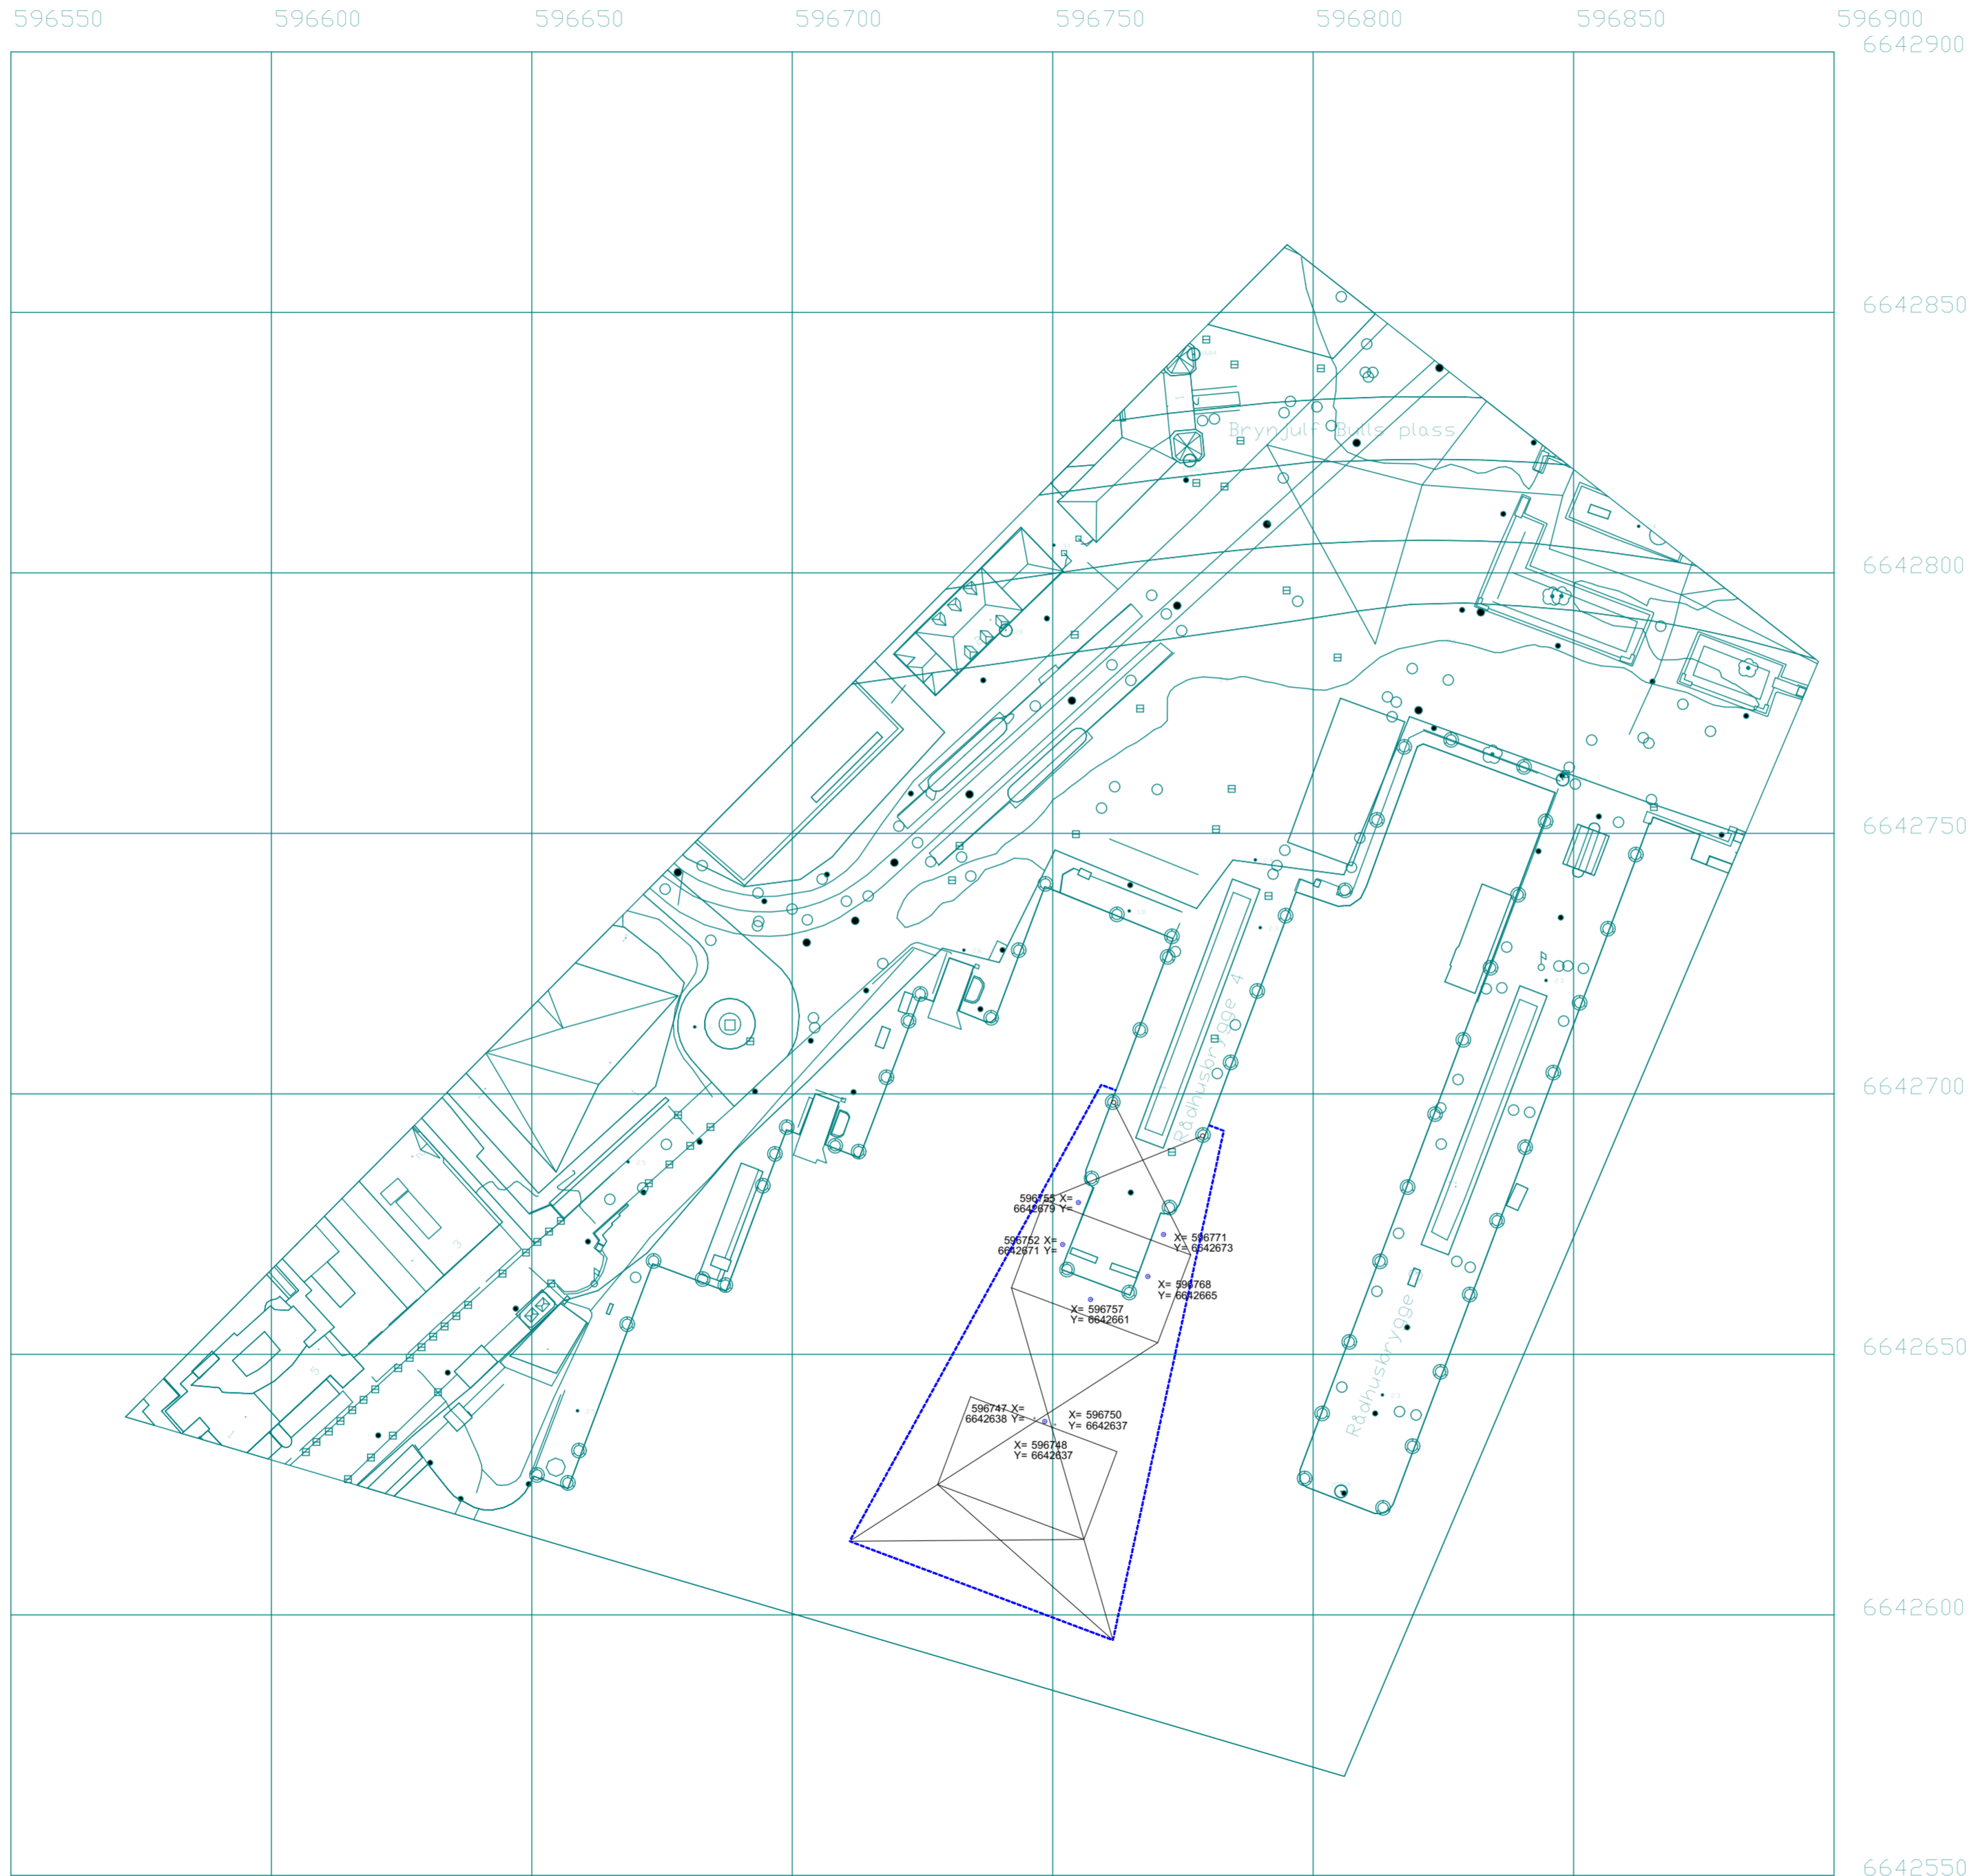 596550 596600 596650 596700 596750 596800 596850 596900
6642900
6642850
Brynjulf Bulls plass
6642800
6642750
Rådhusbrygge 4
6642700
596755 X=
6642679 Y=
596752 X=
6642671 Y=
X= 596771
Y= 6642673
X= 596768
Y= 6642665
X= 596757
Y= 6642661
6642650
Rådhusbrygge
596747 X=
6642638 Y=
X= 596750
Y= 6642637
X= 596748
Y= 6642637
3
5
6642600
6642550